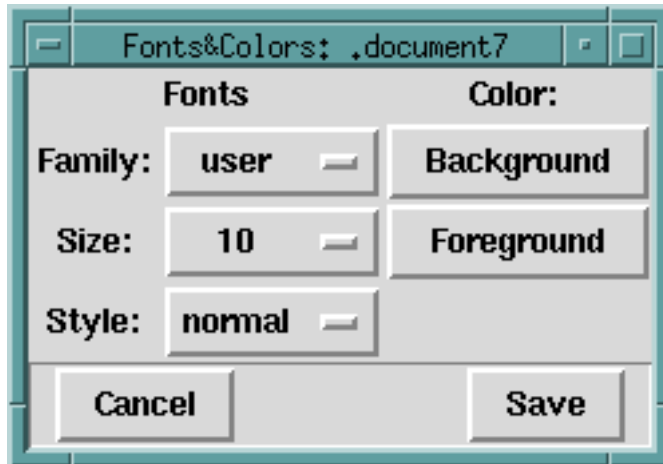 Fonts&Colors: .document7
Fonts Color:
Family: user Background
Size: 10 Foreground
Style: normal
Cancel Save